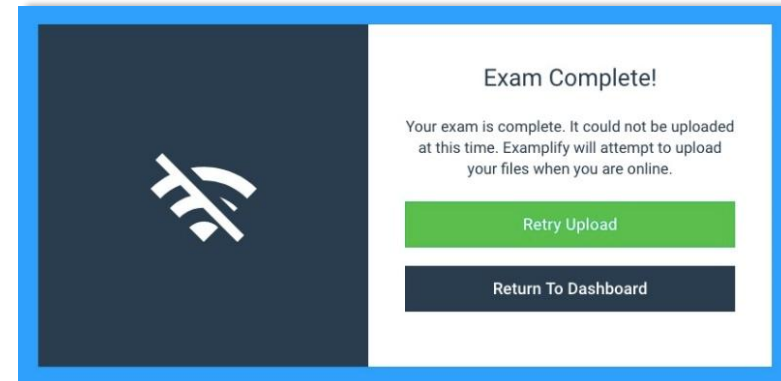 Exam Complete!
Your exam is complete. It could not be uploaded
at this time. Examplify will attempt to upload
your files when you are online.
Retry Upload
Return To Dashboard